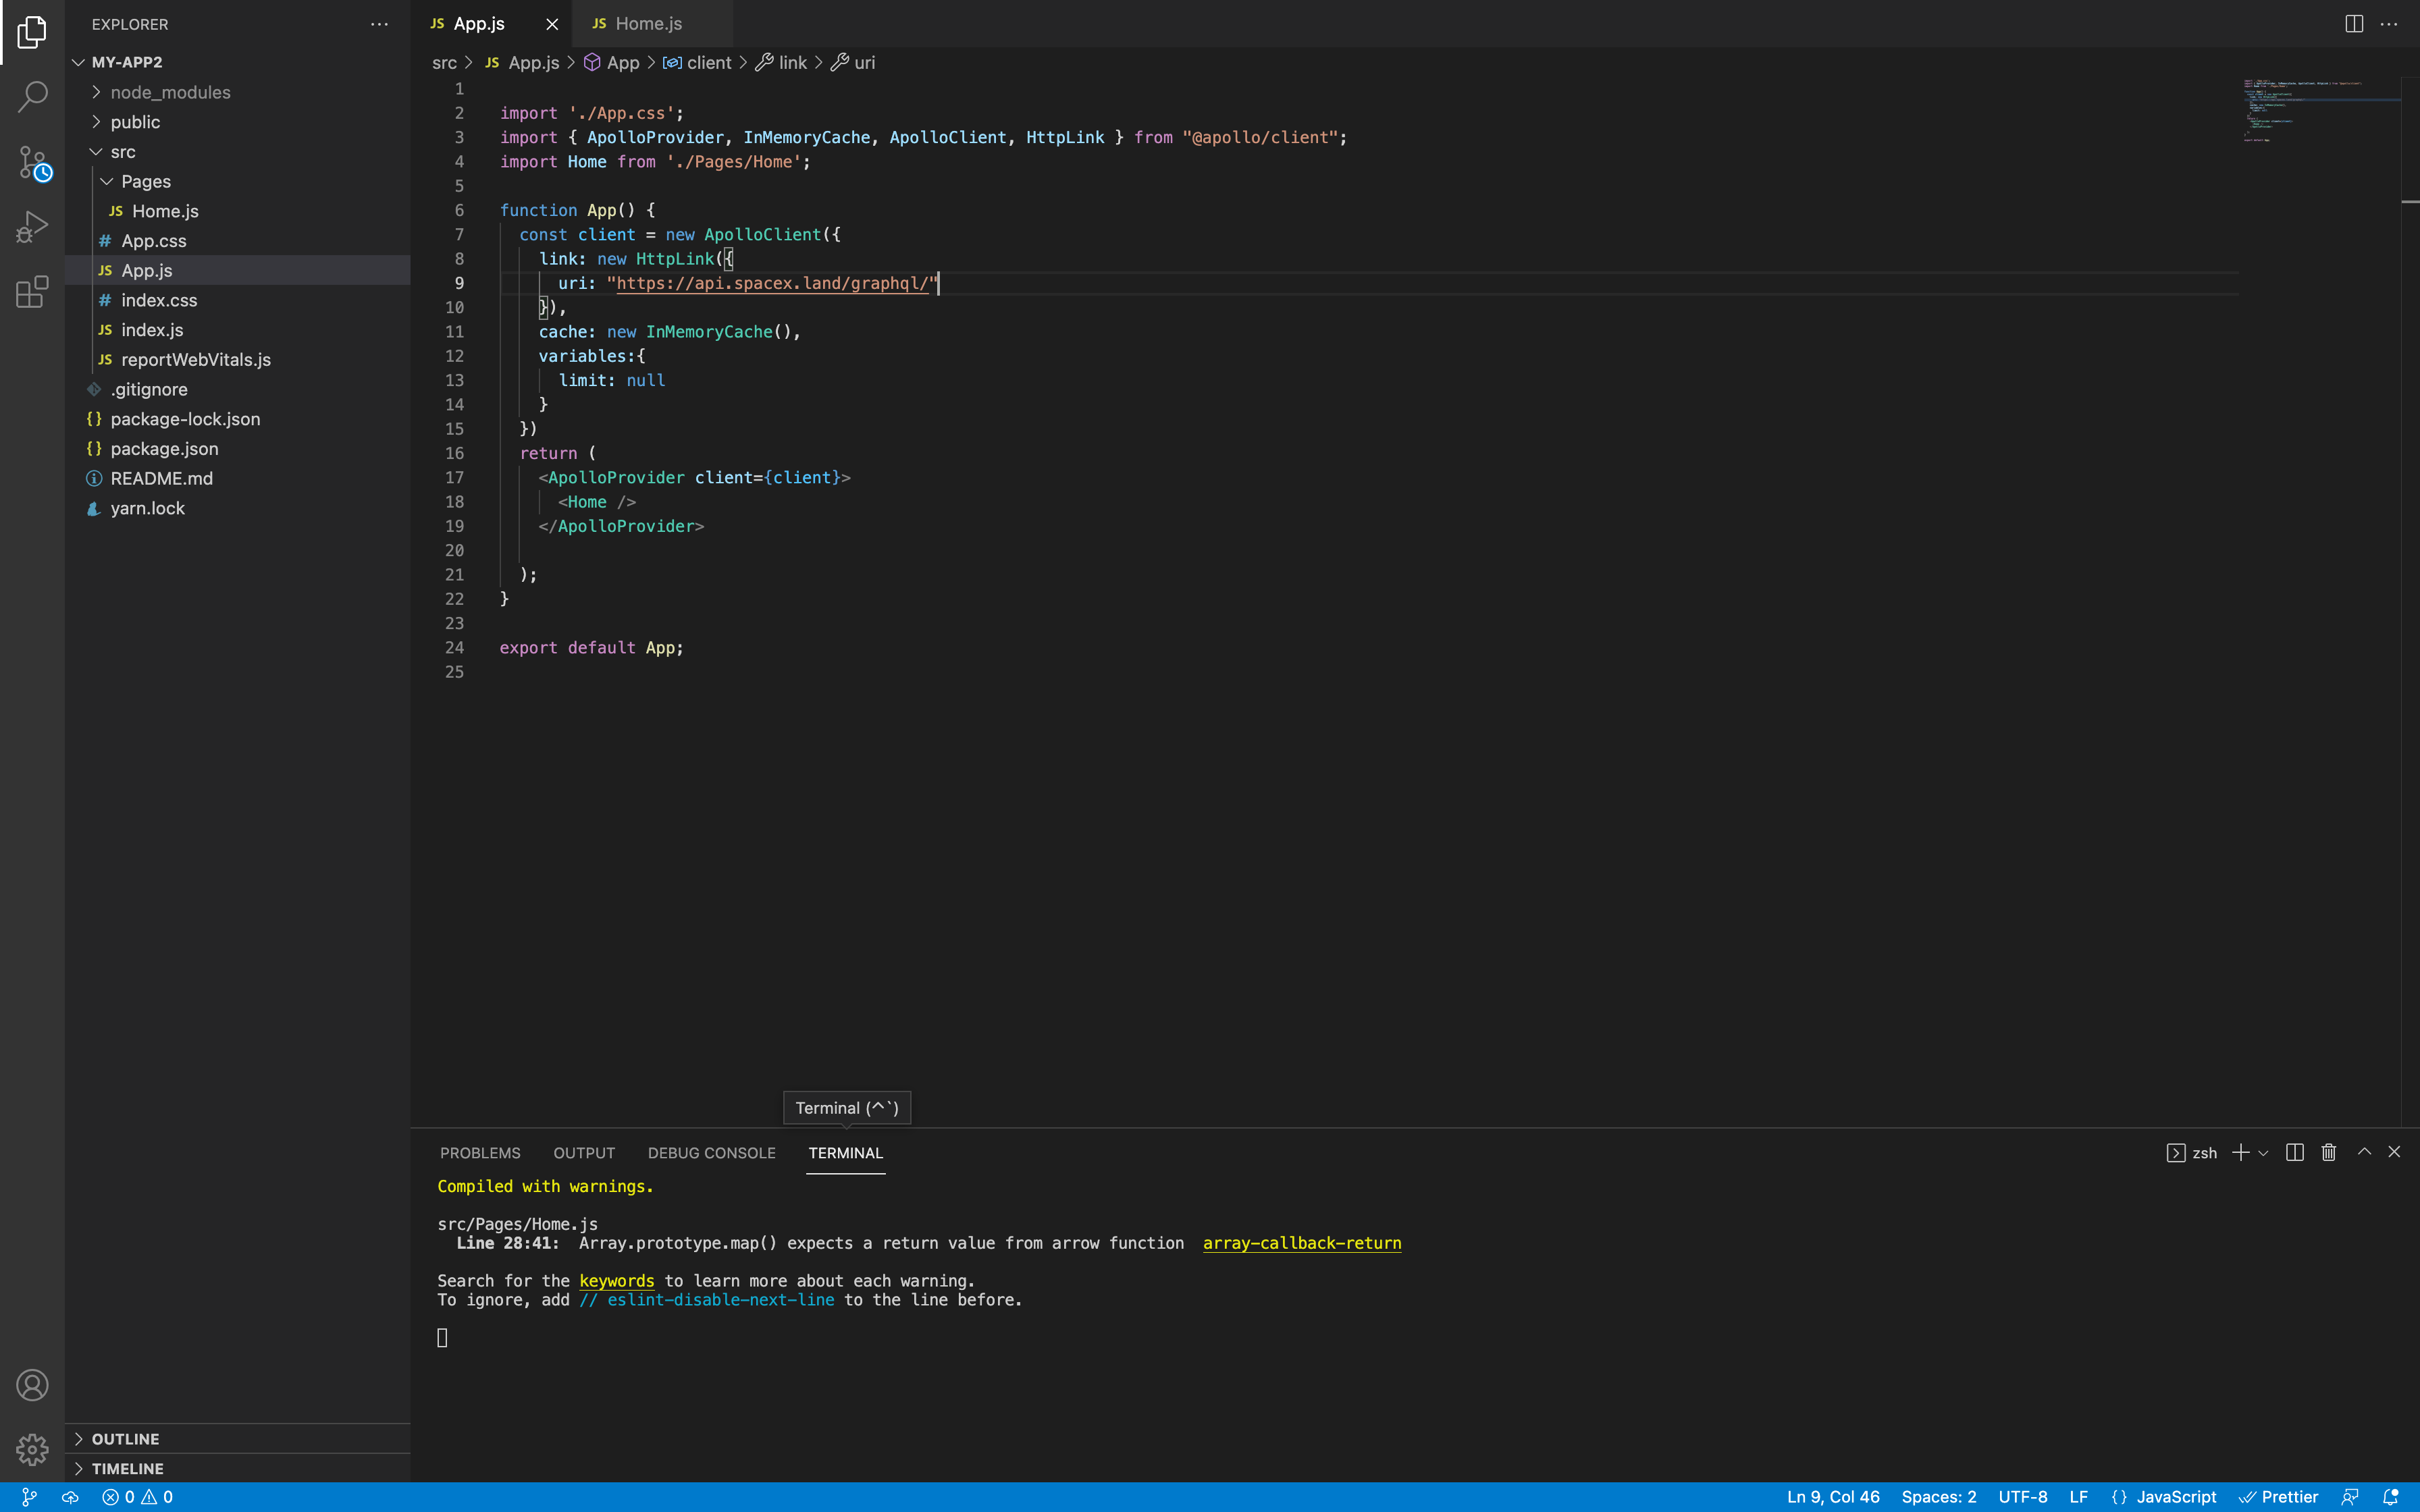 EXPLORER
MY-APP2
node_modules
public
src
Pages
JS Home.js
# App.css
JS App.js
# index.css
JS index.js
JS reportWebVitals.js
.gitignore
{} package-lock.json
{} package.json
README.md
yarn.lock
OUTLINE
TIMELINE
JS App.js
JS Home.js
src > JS App.js > App > client > link > uri
1
2 import './App.css';
3 import { ApolloProvider, InMemoryCache, ApolloClient, HttpLink } from "@apollo/client";
4 import Home from './Pages/Home';
5
6 function App() {
7 const client = new ApolloClient({
8 link: new HttpLink({
9 uri: "https://api.spacex.land/graphql/"
10 }),
11 cache: new InMemoryCache(),
12 variables:{
13 limit: null
14 }
15 })
16 return (
17 <ApolloProvider client={client}>
18 <Home />
19 </ApolloProvider>
20
21 );
22 }
23
24 export default App;
25
Terminal (^`)
PROBLEMS OUTPUT DEBUG CONSOLE TERMINAL
zsh
Compiled with warnings.
src/Pages/Home.js
Line 28:41: Array.prototype.map() expects a return value from arrow function array-callback-return
Search for the keywords to learn more about each warning.
To ignore, add // eslint-disable-next-line to the line before.
0 0
Ln 9, Col 46 Spaces: 2 UTF-8 LF {} JavaScript Prettier